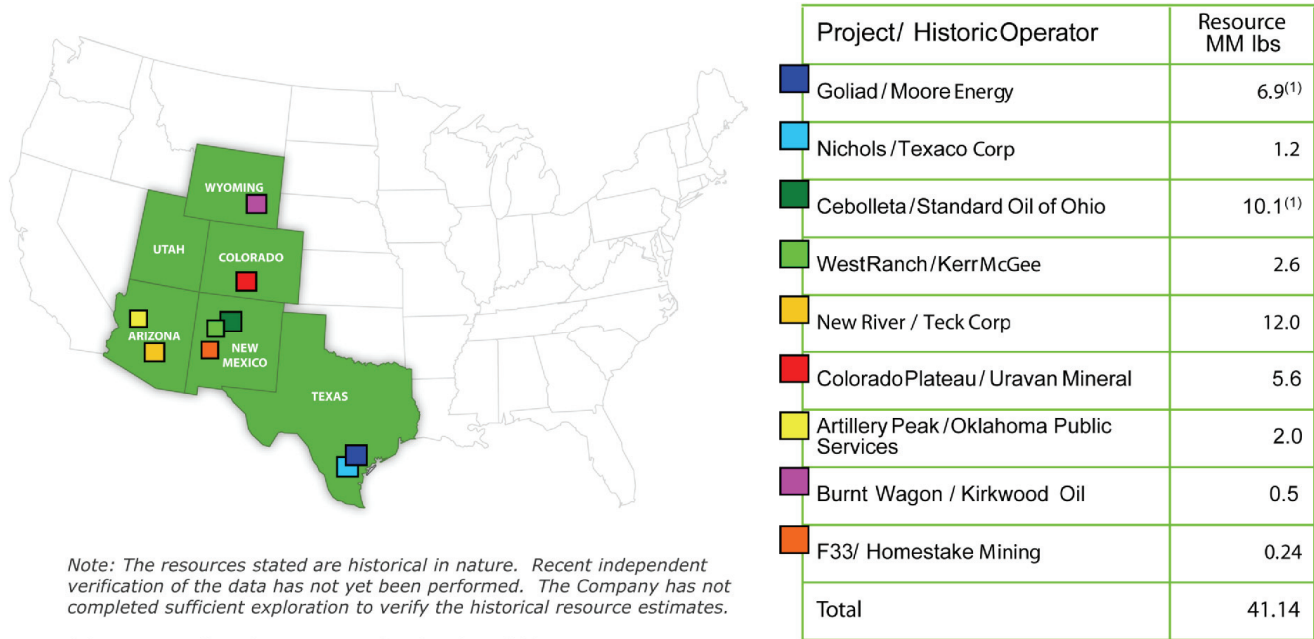 WYOMING
UTAH
COLORADO
ARIZONA
NEW
MEXICO
TEXAS
Note: The resources stated are historical in nature. Recent independent
verification of the data has not yet been performed. The Company has not
completed sufficient exploration to verify the historical resource estimates.
Project/ Historic Operator
Resource
MM lbs
Goliad / Moore Energy
6.9(1)
Nichols /Texaco Corp
1.2
Cebolleta /Standard Oil of Ohio
10.1(1)
WestRanch /KerrMcGee
2.6
New River / Teck Corp
12.0
ColoradoPlateau / Uravan Mineral
5.6
Artillery Peak /Oklahoma Public
Services
2.0
Burnt Wagon / Kirkwood Oil
0.5
F33/ Homestake Mining
0.24
Total
41.14